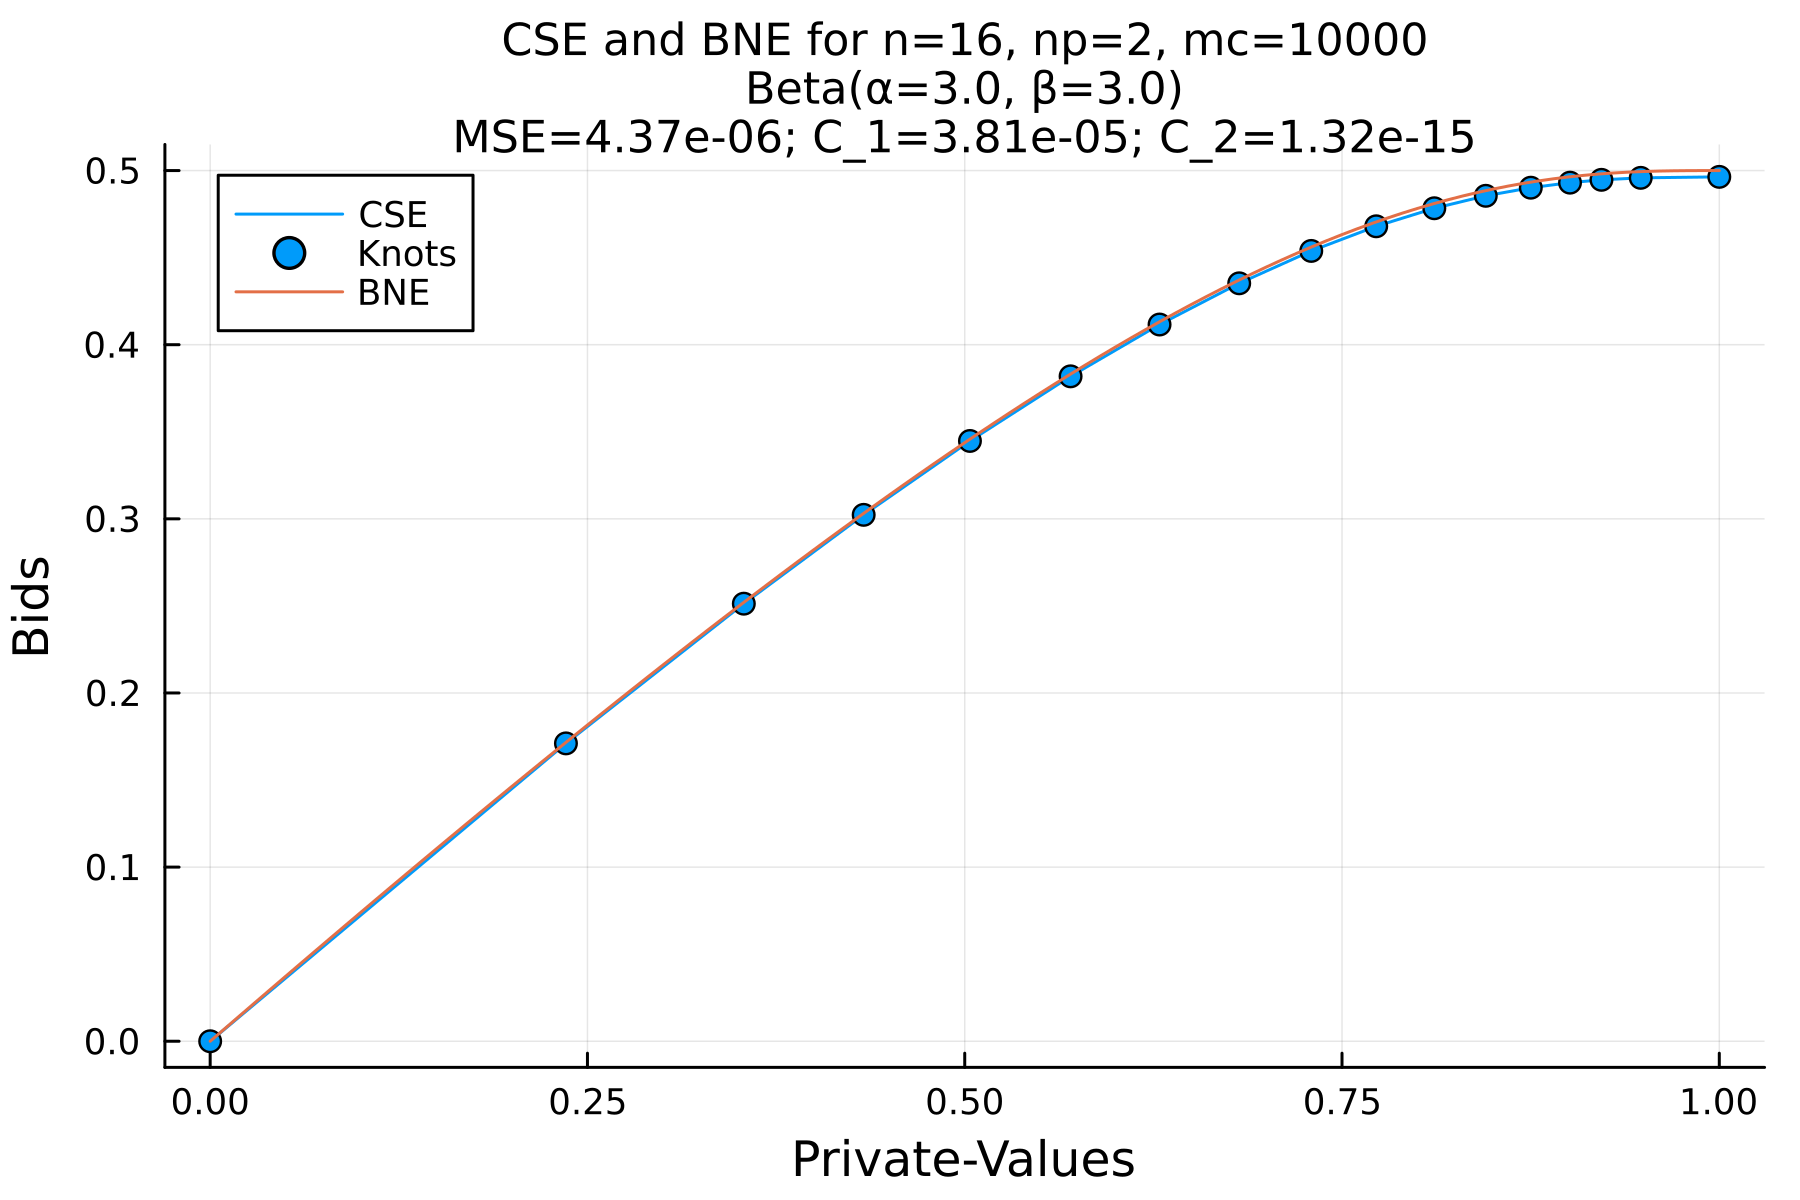 CSE and BNE for n=16, np=2, mc=10000
Beta(α=3.0, β=3.0)
MSE=4.37e-06; C_1=3.81e-05; C_2=1.32e-15
CSE
Knots
BNE
0.5
0.4
0.3
0.2
0.1
0.0
Bids
0.00 0.25 0.50 0.75 1.00
Private-Values